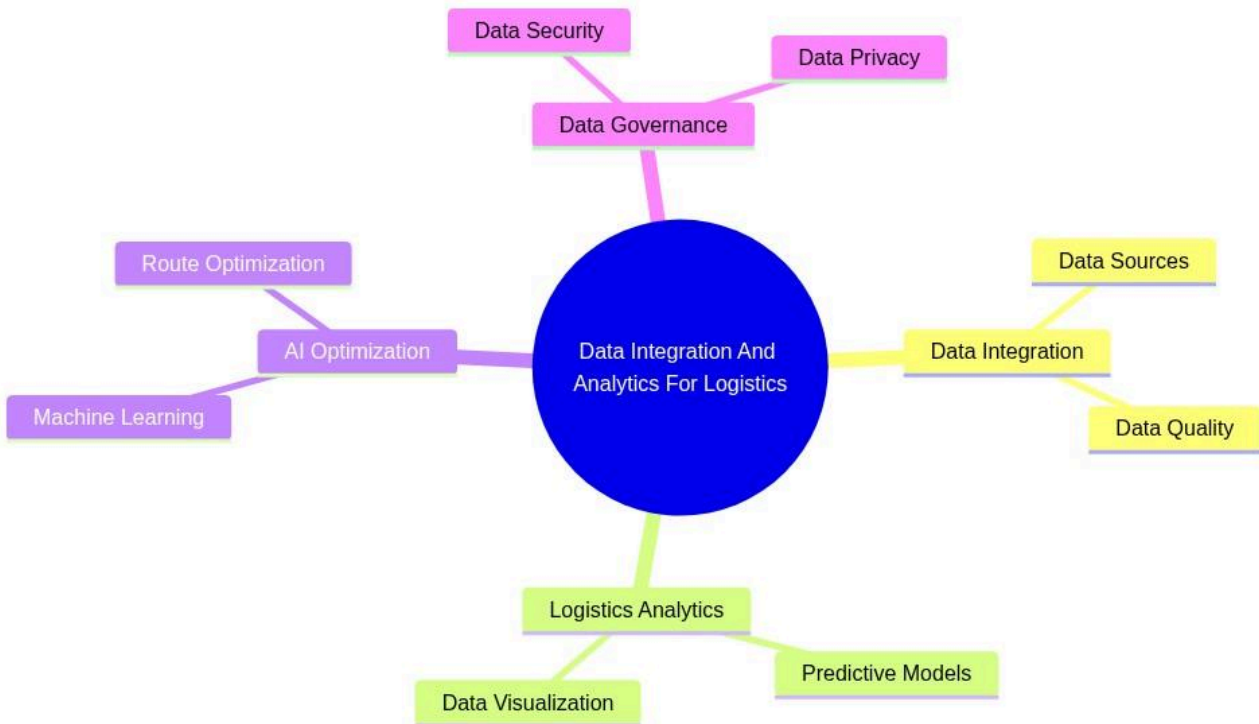 Data Security
Data Privacy
Data Governance
Route Optimization
Data Sources
AI Optimization
Data Integration And
Analytics For Logistics
Data Integration
Machine Learning
Data Quality
Logistics Analytics
Predictive Models
Data Visualization